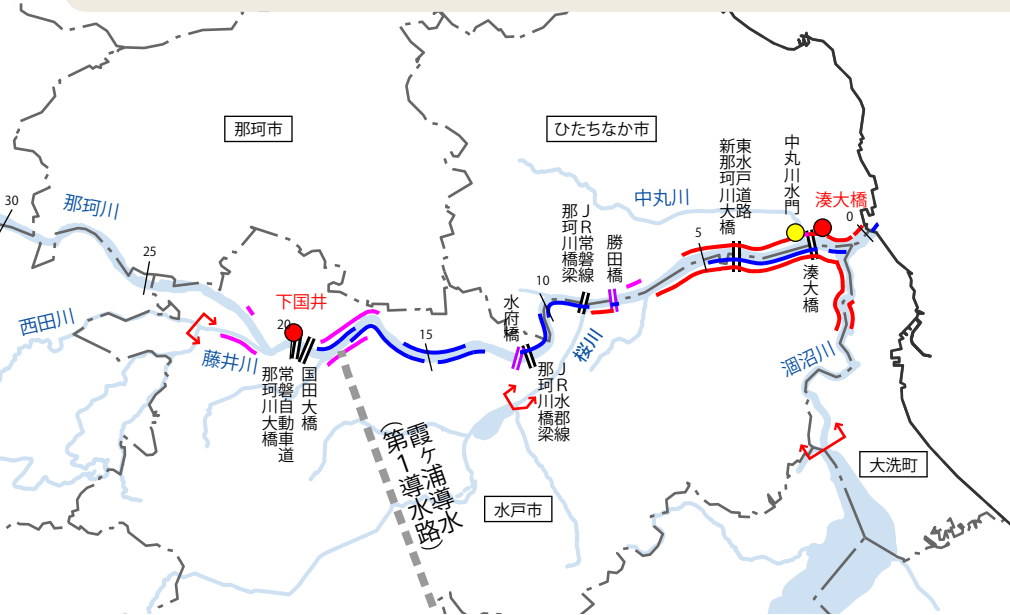 那珂市
ひたちなか市
30
那珂川
25
西田川
藤井川
下国井
20
常磐自動車道
那珂川大橋
国田大橋
15
霞ヶ浦導水
(第1導水路)
水府橋
10
JR水郡線
那珂川橋梁
桜川
JR常磐線
那珂川橋梁
勝田橋
中丸川
5
東水戸道路
新那珂川大橋
中丸川水門
湊大橋
0
湊大橋
涸沼川
大洗町
水戸市